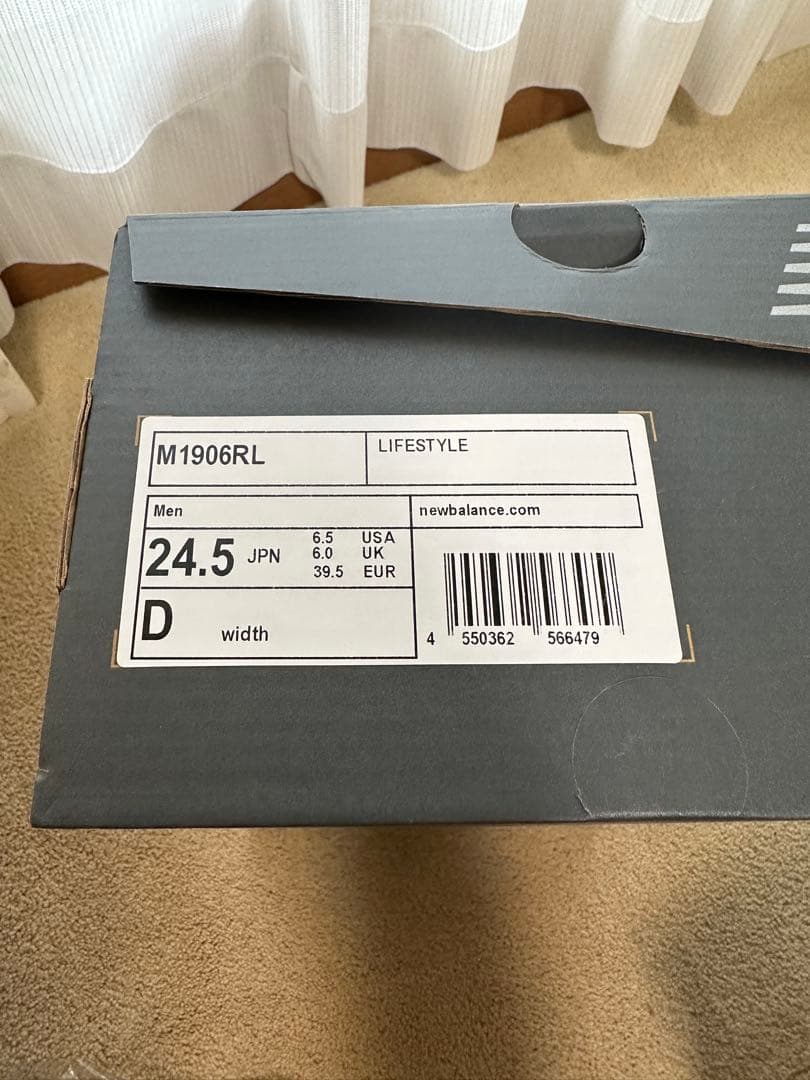 M1906RL
LIFESTYLE
Men
newbalance.com
24.5 JPN
6.5 USA
6.0 UK
39.5 EUR
D width
4 550362 566479